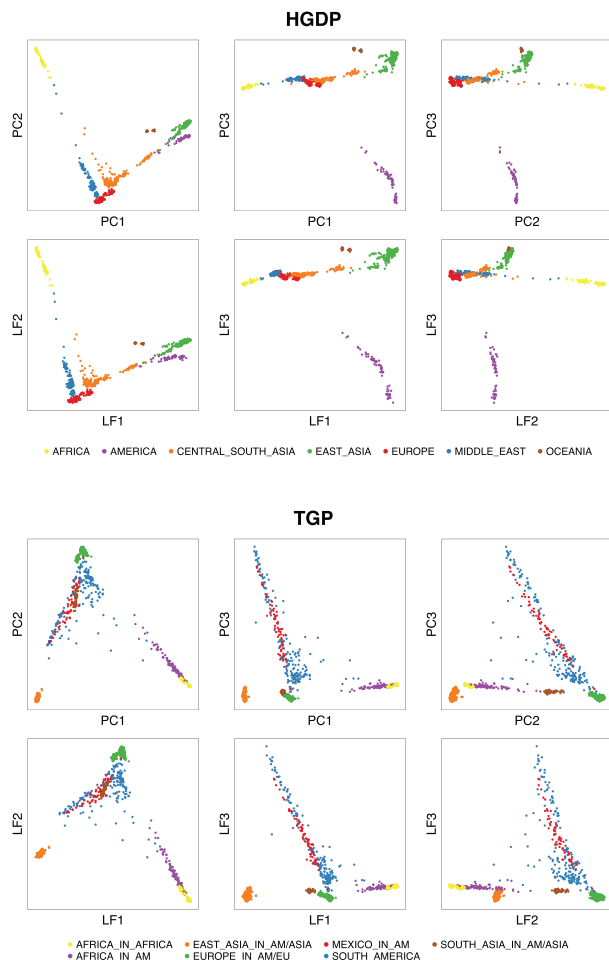 HGDP
PC2
PC3
PC3
PC1
PC1
PC2
LF2
LF3
LF3
LF1
LF1
LF2
AFRICA AMERICA CENTRAL_SOUTH_ASIA EAST_ASIA EUROPE MIDDLE_EAST OCEANIA
TGP
PC2
PC3
PC3
PC1
PC1
PC2
LF2
LF3
LF3
LF1
LF1
LF2
AFRICA_IN_AFRICA EAST_ASIA_IN_AM/ASIA MEXICO_IN_AM SOUTH_ASIA_IN_AM/ASIA
AFRICA_IN_AM EUROPE_IN_AM/EU SOUTH_AMERICA